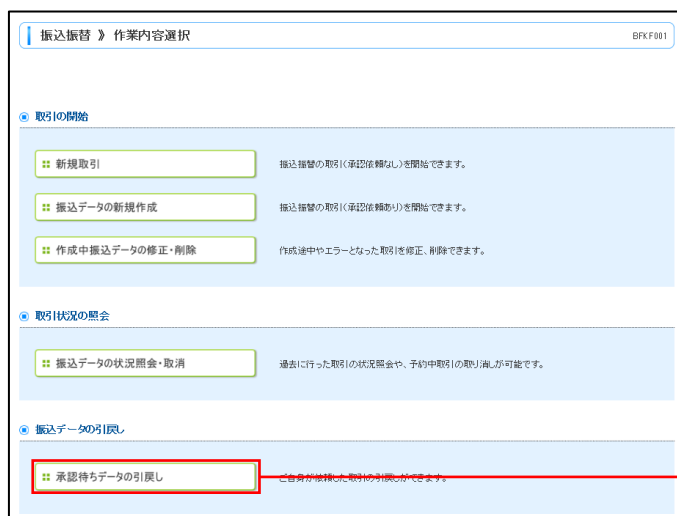 振込振替 》 作業内容選択
BFKF001
取引の開始
新規取引
振込振替の取引(承認依頼なし)を開始できます。
振込データの新規作成
振込振替の取引(承認依頼あり)を開始できます。
作成中振込データの修正・削除
作成途中やエラーとなった取引を修正、削除できます。
取引状況の照会
振込データの状況照会・取消
過去に行った取引の状況照会や、予約中取引の取り消しが可能です。
振込データの引戻し
承認待ちデータの引戻し
ご自身が依頼した取引の引戻しができます。